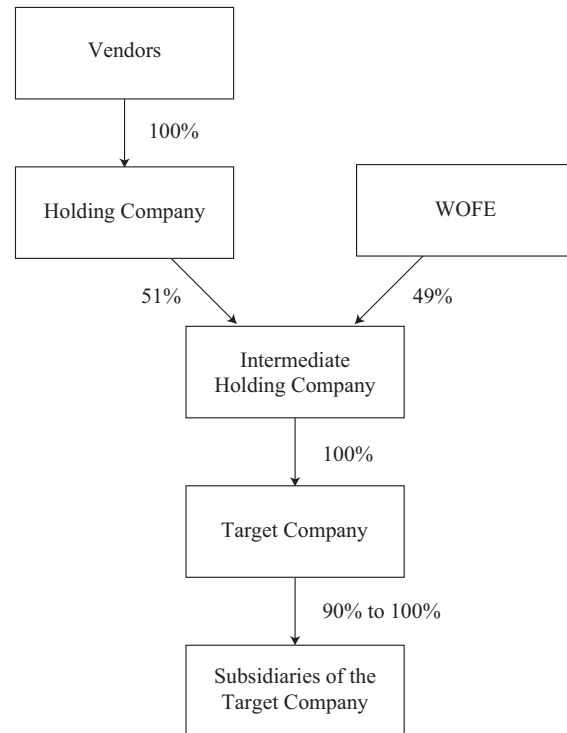 Vendors
100%
Holding Company
WOFE
51%
49%
Intermediate
Holding Company
100%
Target Company
90% to 100%
Subsidiaries of the
Target Company